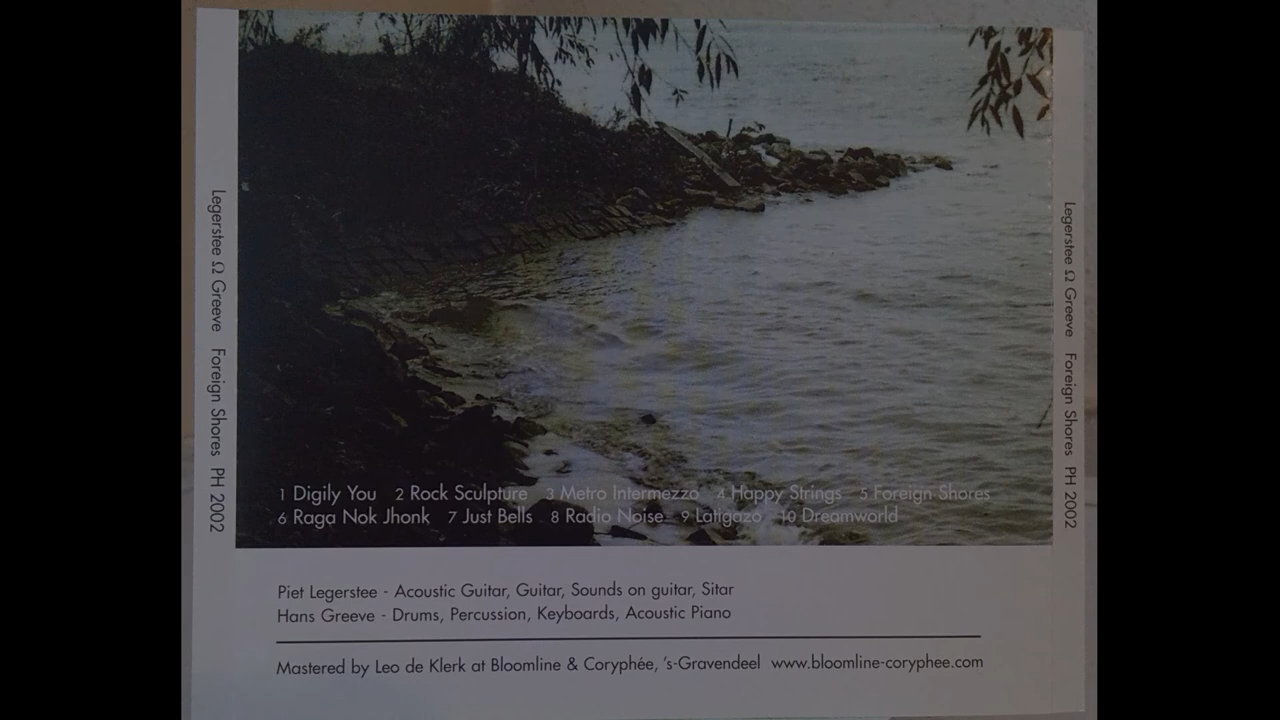 Legerstee Ω Greeve Foreign Shores PH 2002
1 Digily You 2 Rock Sculpture 3 Metro Intermezzo 4 Happy Strings 5 Foreign Shores
6 Raga Nok Jhonk 7 Just Bells 8 Radio Noise 9 Latigazo 10 Dreamworld
Piet Legerstee - Acoustic Guitar, Guitar, Sounds on guitar, Sitar
Hans Greeve - Drums, Percussion, Keyboards, Acoustic Piano
Mastered by Leo de Klerk at Bloomline & Coryphée, 's-Gravendeel www.bloomline-coryphee.com
Legerstee Ω Greeve Foreign Shores PH 2002